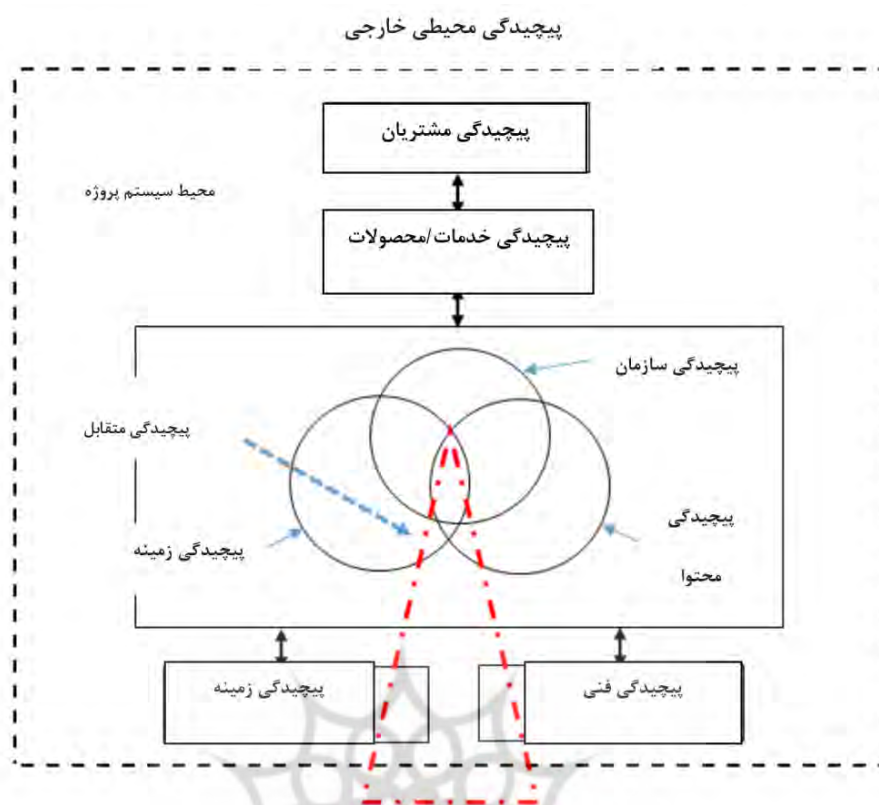 پیچیدگی محیطی خارجی
پیچیدگی مشتریان
محیط سیستم پروژه
پیچیدگی خدمات/محصولات
پیچیدگی سازمان
پیچیدگی متقابل
پیچیدگی
پیچیدگی زمینه
محتوا
پیچیدگی فنی
پیچیدگی زمینه